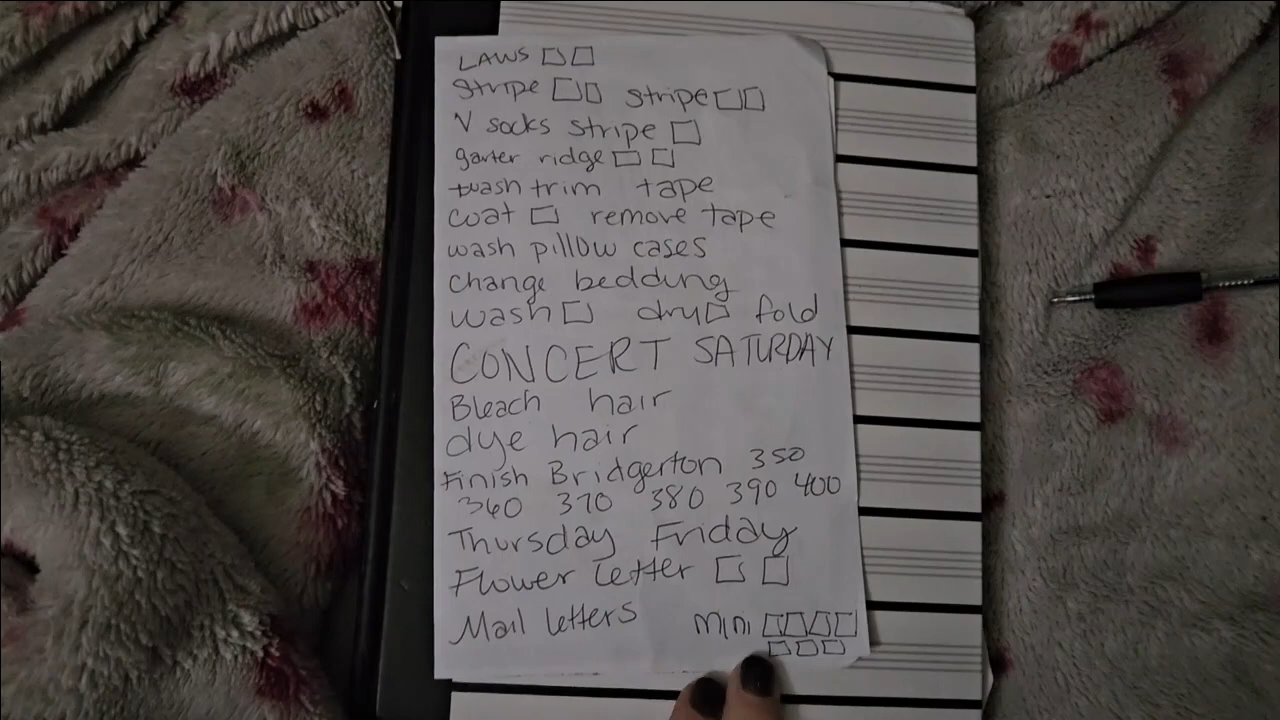 LAWS □ □
Stripe □ □ stripe □ □
V socks stripe □
garter ridge □ □
wash trim tape
coat □ remove tape
wash pillow cases
change bedding
wash □ dry □ fold
CONCERT SATURDAY
Bleach hair
dye hair
Finish Bridgerton 350
360 370 380 390 400
Thursday Friday
Flower letter □ □
Mail letters mini □ □ □ □
□ □ □